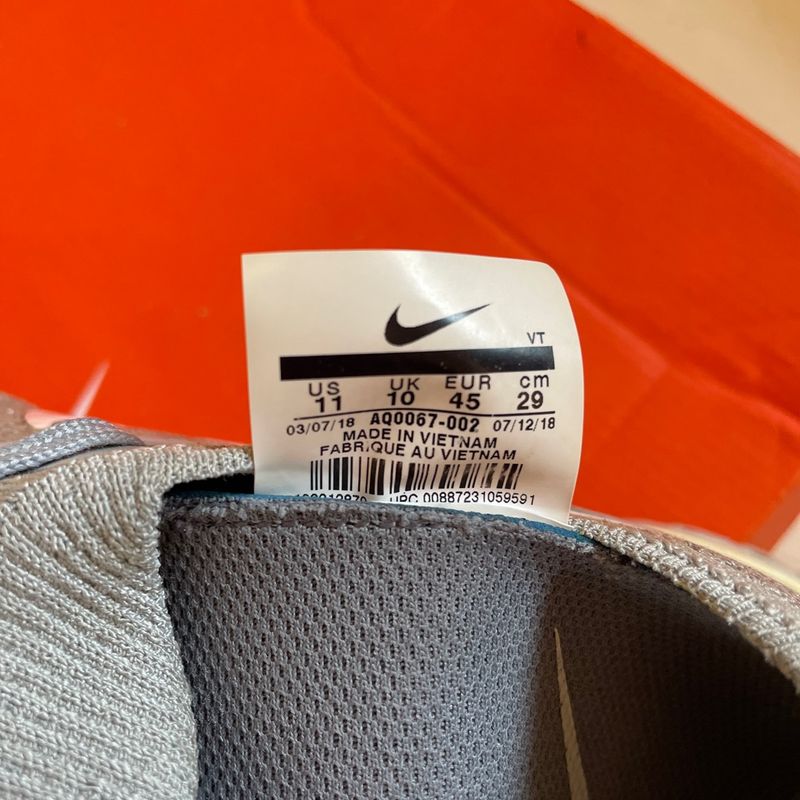 VT
US UK EUR cm
11 10 45 29
03/07/18 AQ0067-002 07/12/18
MADE IN VIETNAM
FABRIQUE AU VIETNAM
UPC 00887231059591